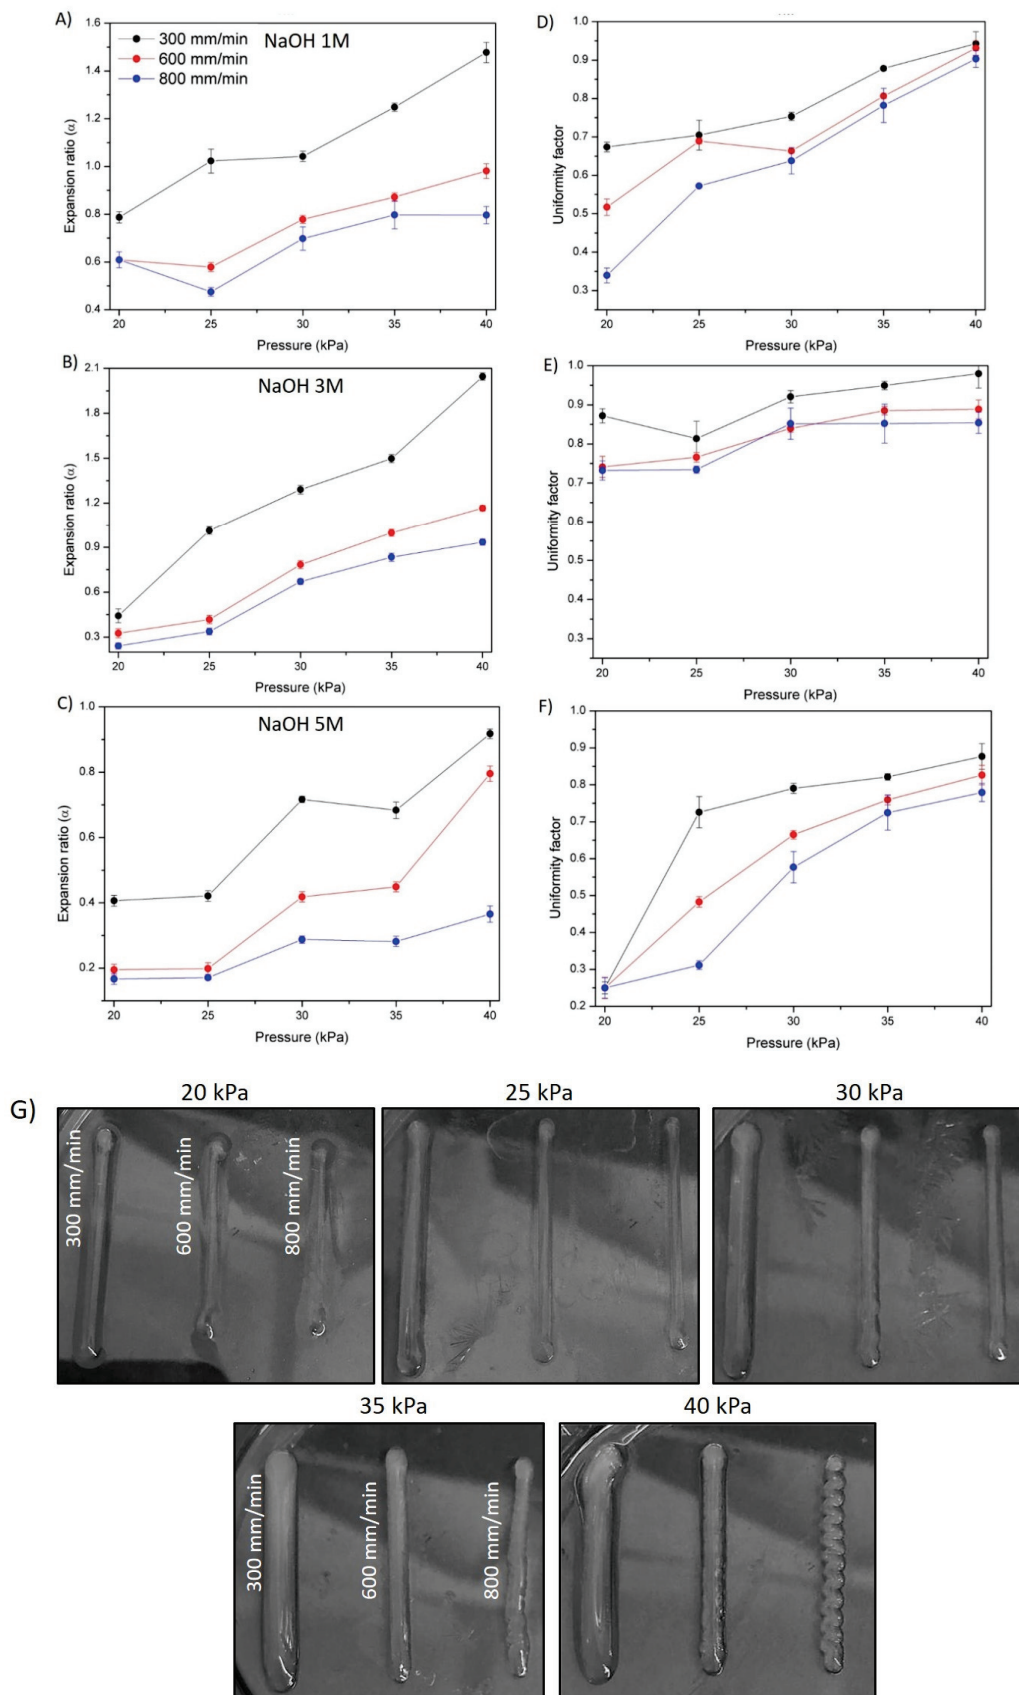 A)
1.6
1.4
1.2
1.0
0.8
0.6
0.4
Expansion ratio (α)
300 mm/min
600 mm/min
800 mm/min
NaOH 1M
20 25 30 35 40
Pressure (kPa)
D)
1.0
0.9
0.8
0.7
0.6
0.5
0.4
0.3
Uniformity factor
20 25 30 35 40
Pressure (kPa)
B)
2.1
1.8
1.5
1.2
0.9
0.6
0.3
Expansion ratio (α)
NaOH 3M
20 25 30 35 40
Pressure (kPa)
E)
1.0
0.9
0.8
0.7
0.6
0.5
0.4
0.3
Uniformity factor
20 25 30 35 40
Pressure (kPa)
C)
1.0
0.8
0.6
0.4
0.2
Expansion ratio (α)
NaOH 5M
20 25 30 35 40
Pressure (kPa)
F)
1.0
0.9
0.8
0.7
0.6
0.5
0.4
0.3
0.2
Uniformity factor
20 25 30 35 40
Pressure (kPa)
G)
20 kPa
25 kPa
30 kPa
300 mm/min
600 mm/min
800 mm/min
35 kPa
40 kPa
300 mm/min
600 mm/min
800 mm/min